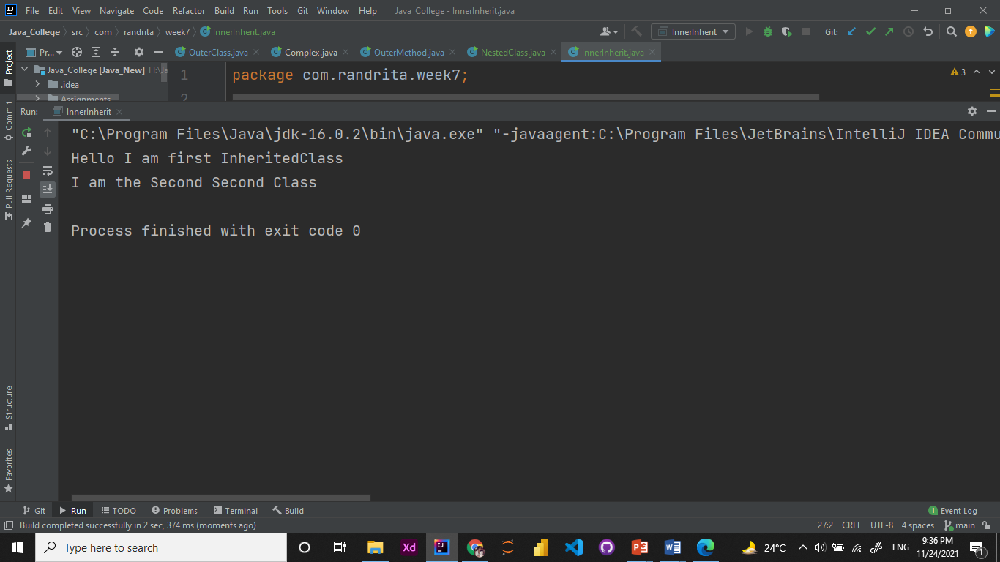 File Edit View Navigate Code Refactor Build Run Tools Git Window Help Java_College - InnerInherit.java
Java_College src com randrita week7 InnerInherit.java InnerInherit Git:
Project Pr... OuterClass.java Complex.java OuterMethod.java NestedClass.java InnerInherit.java
Java_College [Java_New] H:\Ja 1 package com.randrita.week7; 3
.idea
Assignments 2
Commit
Run: InnerInherit
"C:\Program Files\Java\jdk-16.0.2\bin\java.exe" "-javaagent:C:\Program Files\JetBrains\IntelliJ IDEA Commu
Hello I am first InheritedClass
I am the Second Second Class
Pull Requests
Process finished with exit code 0
Structure
Favorites
Git Run TODO Problems Terminal Build 1 Event Log
Build completed successfully in 2 sec, 374 ms (moments ago) 27:2 CRLF UTF-8 4 spaces main
Type here to search Xd 24°C ENG 9:36 PM
11/24/2021 1